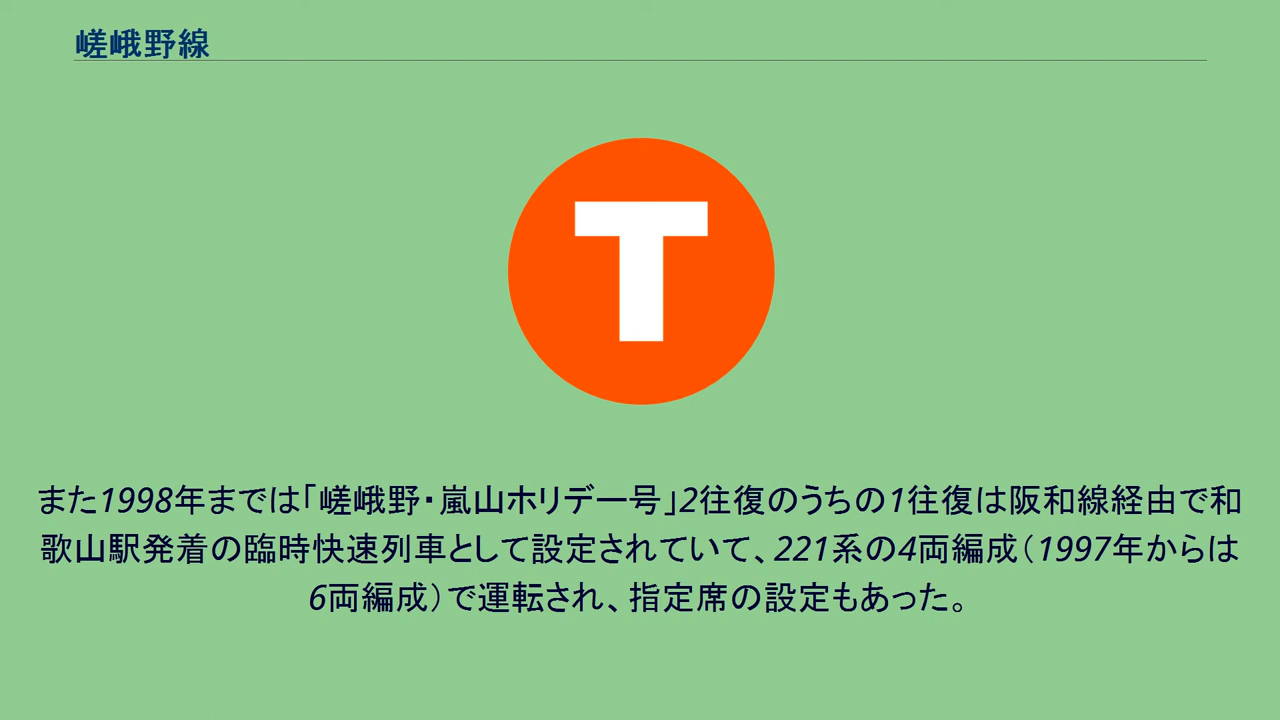 嵯峨野線
T
また1998年までは「嵯峨野・嵐山ホリデー号」2往復のうちの1往復は阪和線経由で和
歌山駅発着の臨時快速列車として設定されていて、221系の4両編成（1997年からは
6両編成）で運転され、指定席の設定もあった。